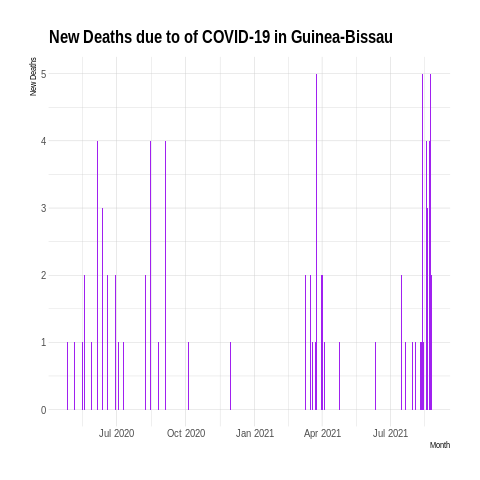 New Deaths due to of COVID-19 in Guinea-Bissau
New Deaths
5
4
3
2
1
0
Jul 2020 Oct 2020 Jan 2021 Apr 2021 Jul 2021
Month